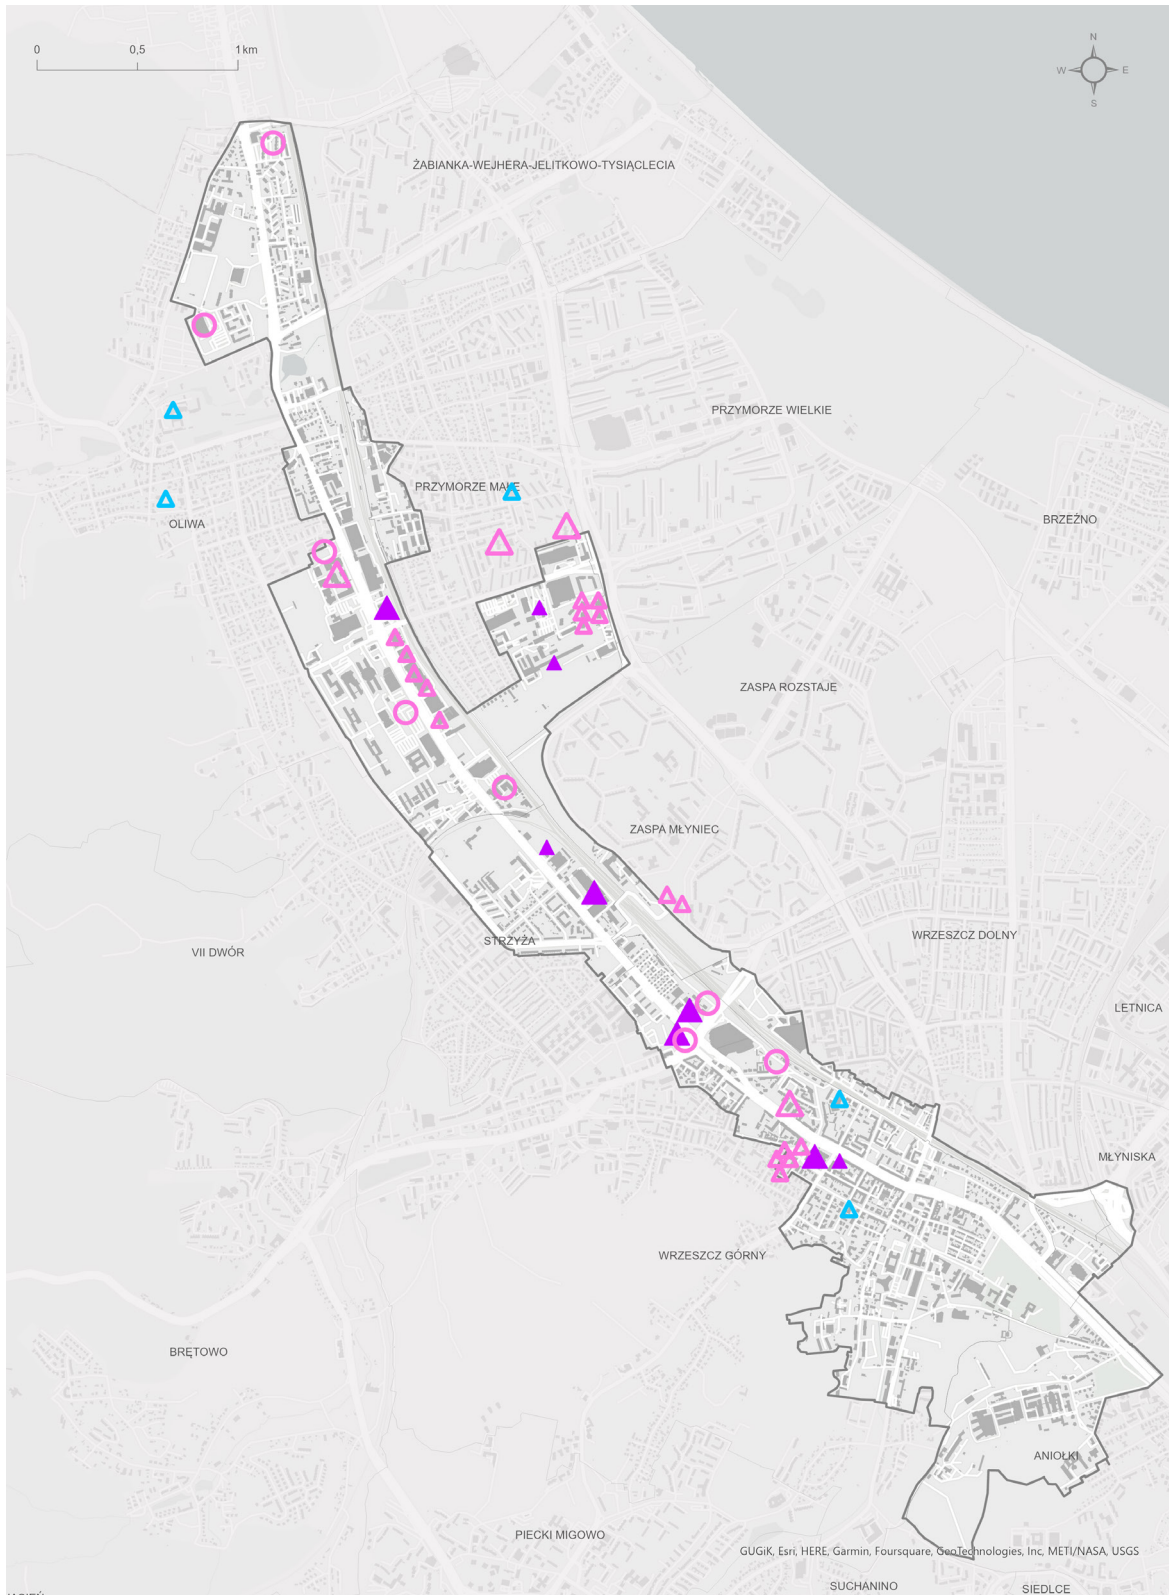 0 0,5 1 km
N
W E
S
ŻABIANKA-WEJHERA-JELITKOWO-TYSIĄCLECIA
PRZYMORZE WIELKIE
PRZYMORZE MAŁE
BRZEŹNO
OLIWA
ZASPA ROZSTAJE
ZASPA MŁYNIEC
WRZESZCZ DOLNY
STRZYŻA
VII DWÓR
LETNICA
MŁYNISKA
WRZESZCZ GÓRNY
BRĘTOWO
ANIOŁKI
PIECKI MIGOWO
GUGiK, Esri, HERE, Garmin, Foursquare, GeoTechnologies, Inc, METI/NASA, USGS
SUCHANINO
SIEDLCE